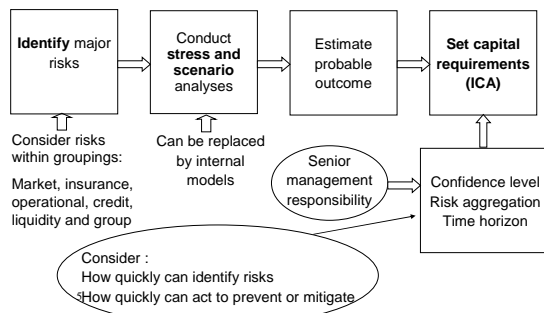 Identify major
risks
Conduct
stress and
scenario
analyses
Estimate
probable
outcome
Set capital
requirements
(ICA)
Consider risks
within groupings:
Market, insurance,
operational, credit,
liquidity and group
Can be replaced
by internal
models
Senior
management
responsibility
Confidence level
Risk aggregation
Time horizon
Consider :
How quickly can identify risks
How quickly can act to prevent or mitigate